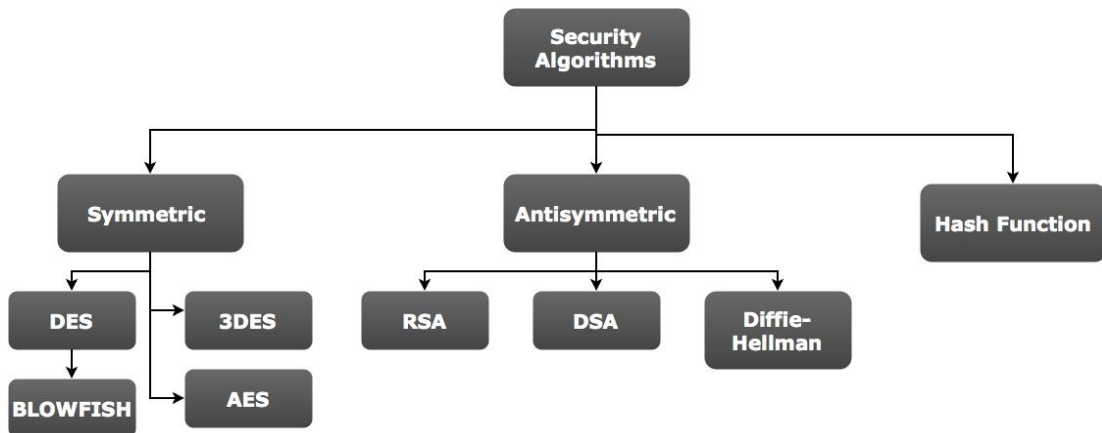 Security
Algorithms
Symmetric
Antisymmetric
Hash Function
DES
3DES
RSA
DSA
Diffie-
Hellman
BLOWFISH
AES